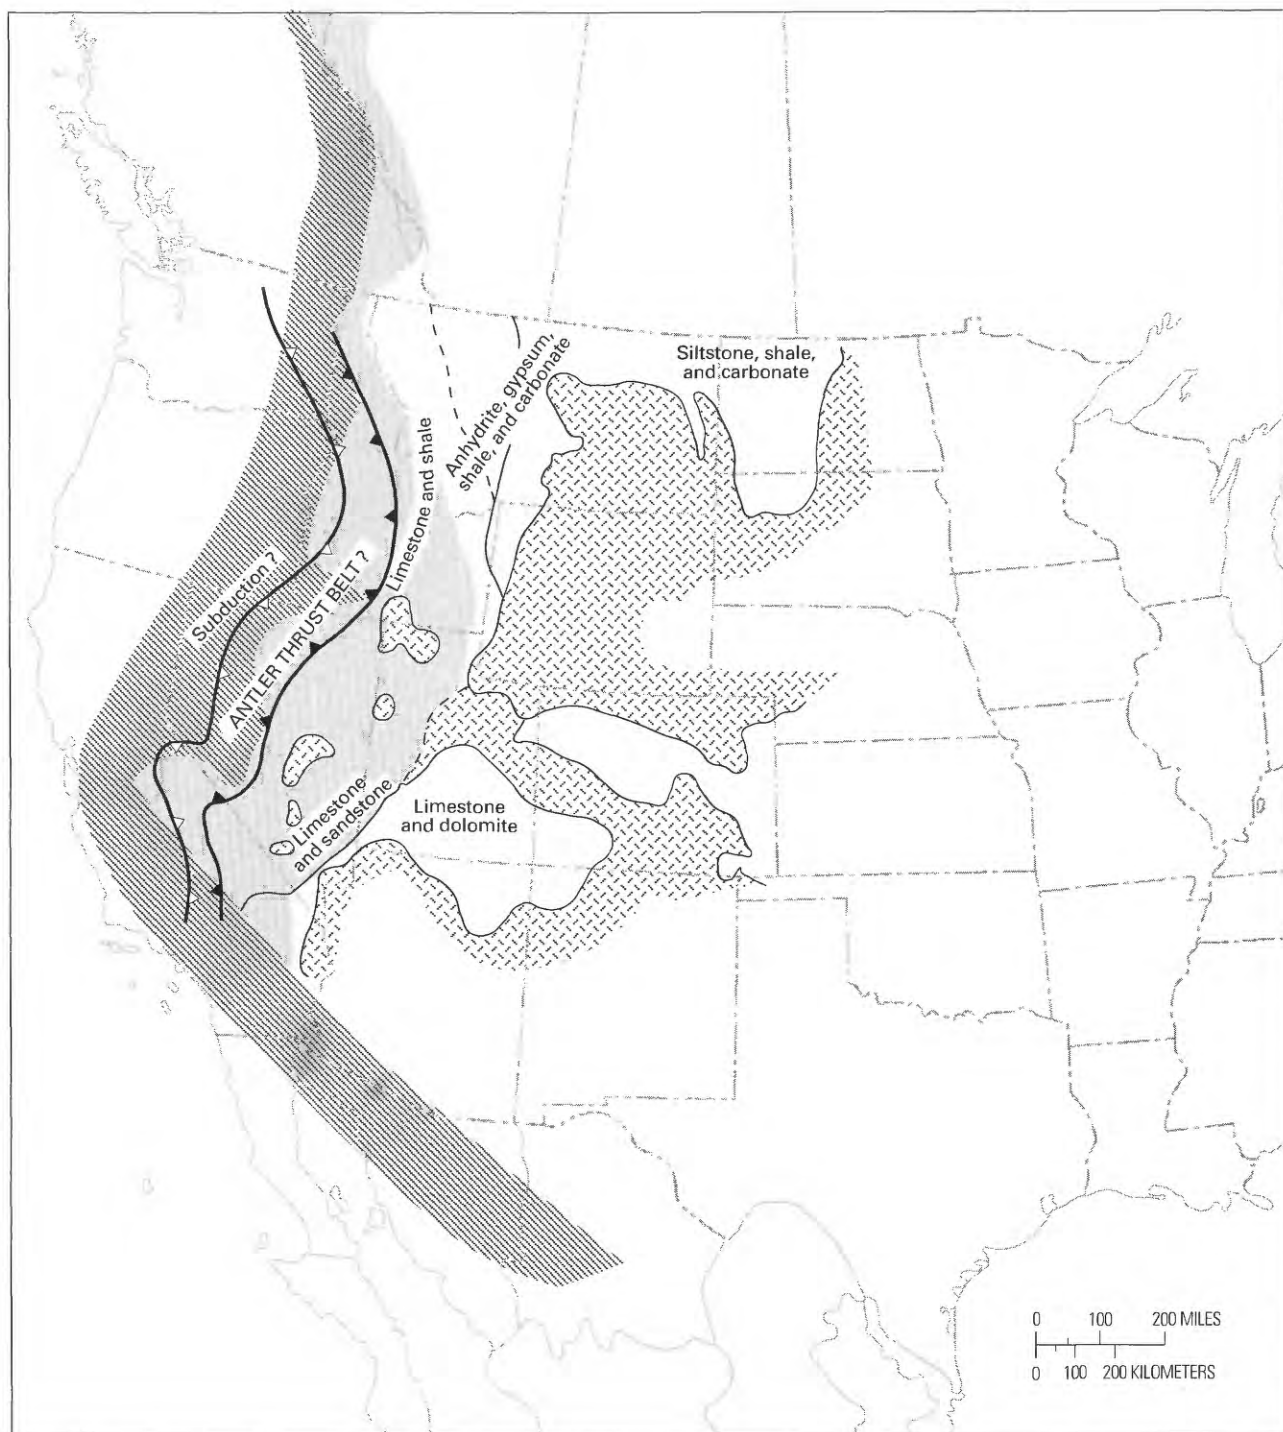 Siltstone, shale,
and carbonate
Anhydrite, gypsum,
shale, and carbonate
Limestone and shale
Subduction ?
ANTLER THRUST BELT ?
Limestone
and sandstone
Limestone
and dolomite
0 100 200 MILES
0 100 200 KILOMETERS